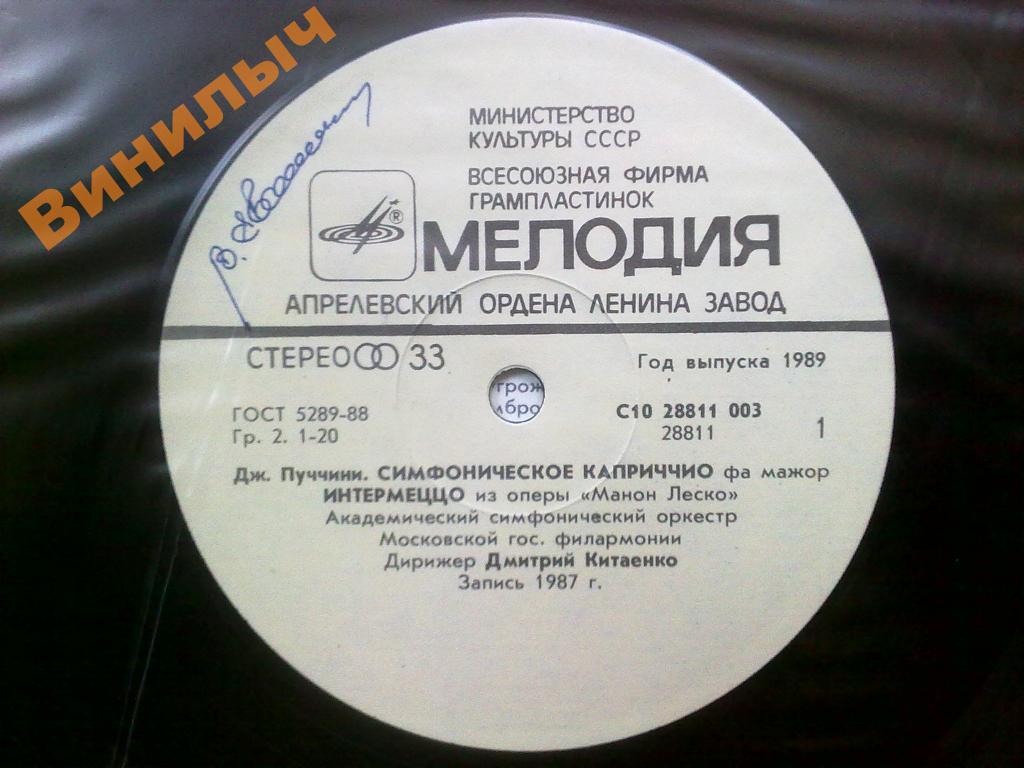 Винилыч
МИНИСТЕРСТВО
КУЛЬТУРЫ СССР
ВСЕСОЮЗНАЯ ФИРМА
ГРАМПЛАСТИНОК
®
МЕЛОДИЯ
АПРЕЛЕВСКИЙ ОРДЕНА ЛЕНИНА ЗАВОД
СТЕРЕО 33
Год выпуска 1989
ГОСТ 5289-88
Гр. 2. 1-20
С10 28811 003
28811
1
грож
Дж. Пуччини. СИМФОНИЧЕСКОЕ КАПРИЧЧИО фа мажор
ИНТЕРМЕЦЦО из оперы «Манон Леско»
Академический симфонический оркестр
Московской гос. филармонии
Дирижер Дмитрий Китаенко
Запись 1987 г.